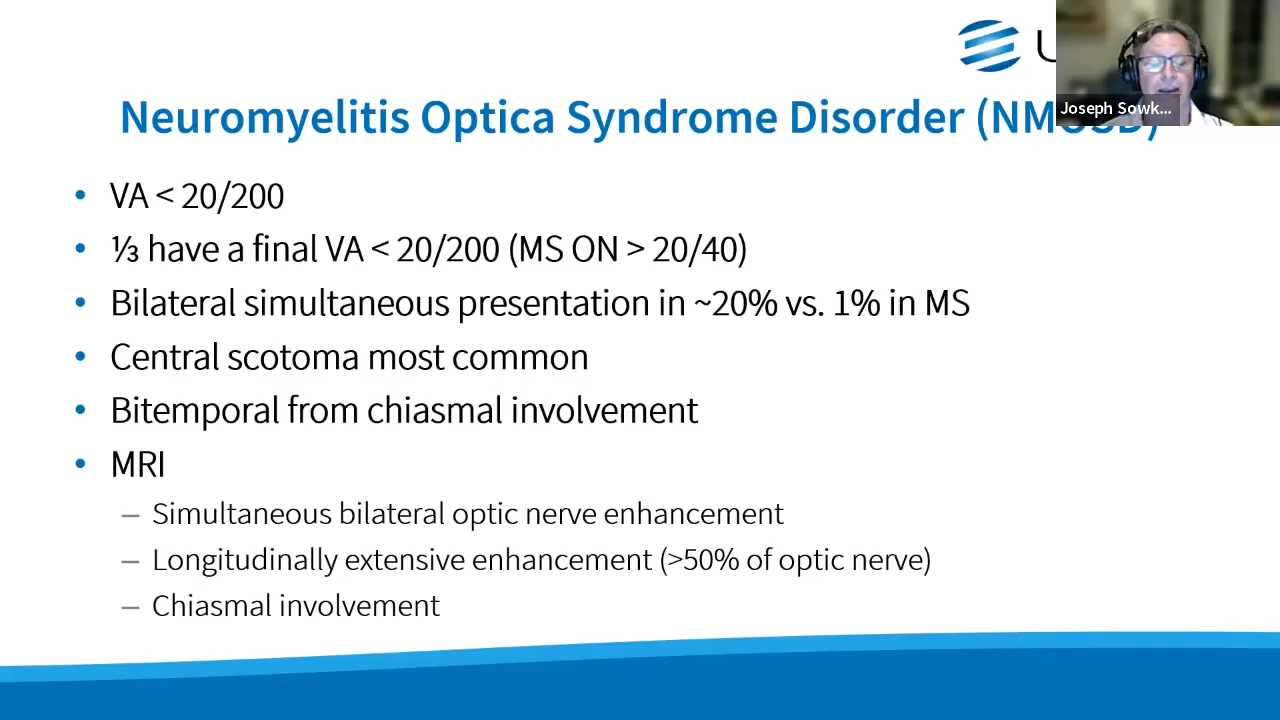 Neuromyelitis Optica Syndrome Disorder
Joseph Sowk...
• VA < 20/200
• ⅓ have a final VA < 20/200 (MS ON > 20/40)
• Bilateral simultaneous presentation in ~20% vs. 1% in MS
• Central scotoma most common
• Bitemporal from chiasmal involvement
• MRI
– Simultaneous bilateral optic nerve enhancement
– Longitudinally extensive enhancement (>50% of optic nerve)
– Chiasmal involvement